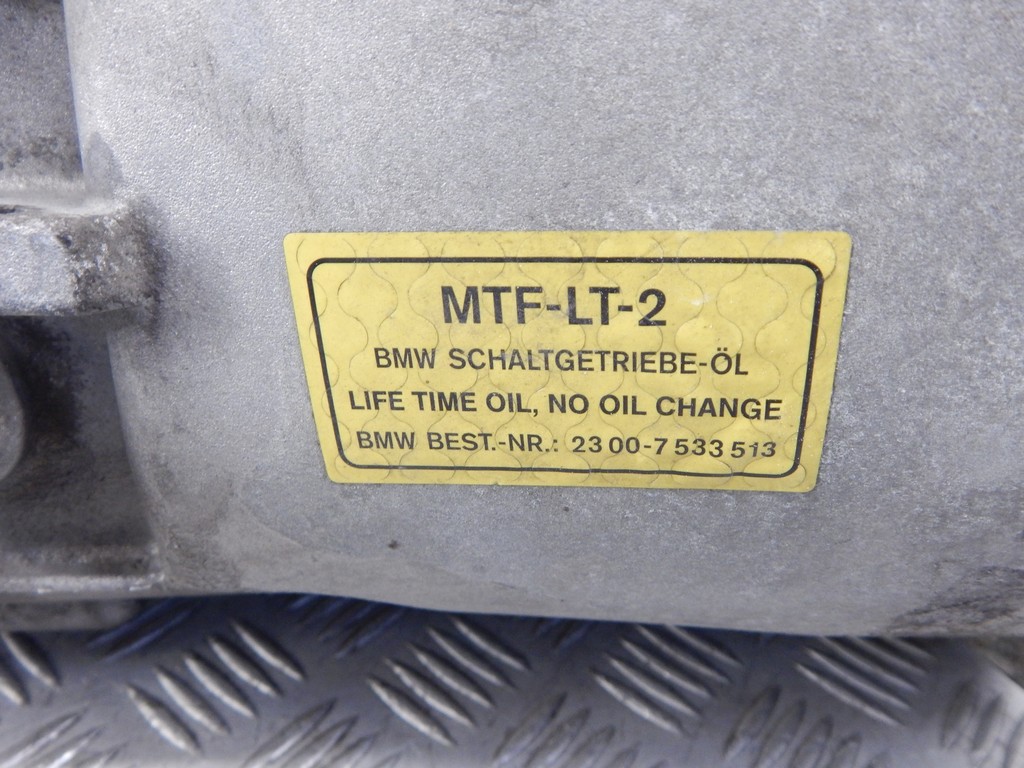 MTF-LT-2
BMW SCHALTGETRIEBE-ÖL
LIFE TIME OIL, NO OIL CHANGE
BMW BEST.-NR.: 23 00-7 533 513